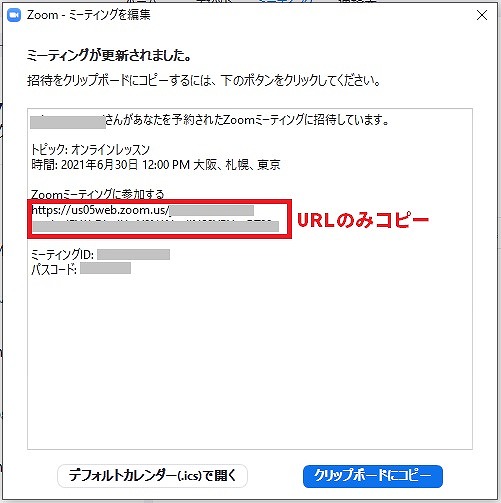 Zoom - ミーティングを編集
ミーティングが更新されました。
招待をクリップボードにコピーするには、下のボタンをクリックしてください。
さんがあなたを予約されたZoomミーティングに招待しています。
トピック: オンラインレッスン
時間: 2021年6月30日 12:00 PM 大阪、札幌、東京
Zoomミーティングに参加する
https://us05web.zoom.us/
URLのみコピー
ミーティングID:
パスコード:
デフォルトカレンダー(.ics)で開く
クリップボードにコピー